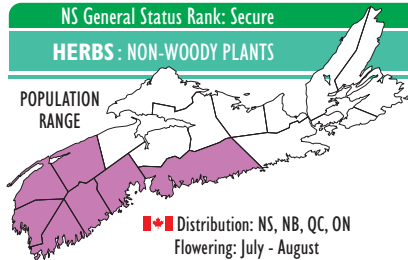 NS General Status Rank: Secure
HERBS : NON-WOODY PLANTS
POPULATION
RANGE
Distribution: NS, NB, QC, ON
Flowering: July - August